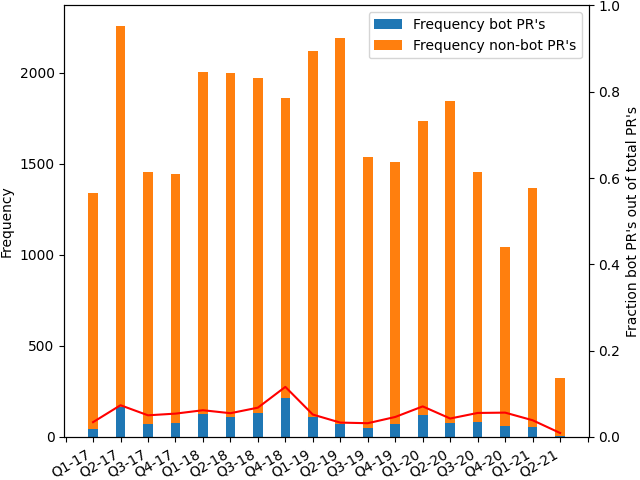 Frequency bot PR's
Frequency non-bot PR's
Frequency
2000
1500
1000
500
0
1.0
0.8
0.6
0.4
0.2
0.0
Fraction bot PR's out of total PR's
Q1-17
Q2-17
Q3-17
Q4-17
Q1-18
Q2-18
Q3-18
Q4-18
Q1-19
Q2-19
Q3-19
Q4-19
Q1-20
Q2-20
Q3-20
Q4-20
Q1-21
Q2-21